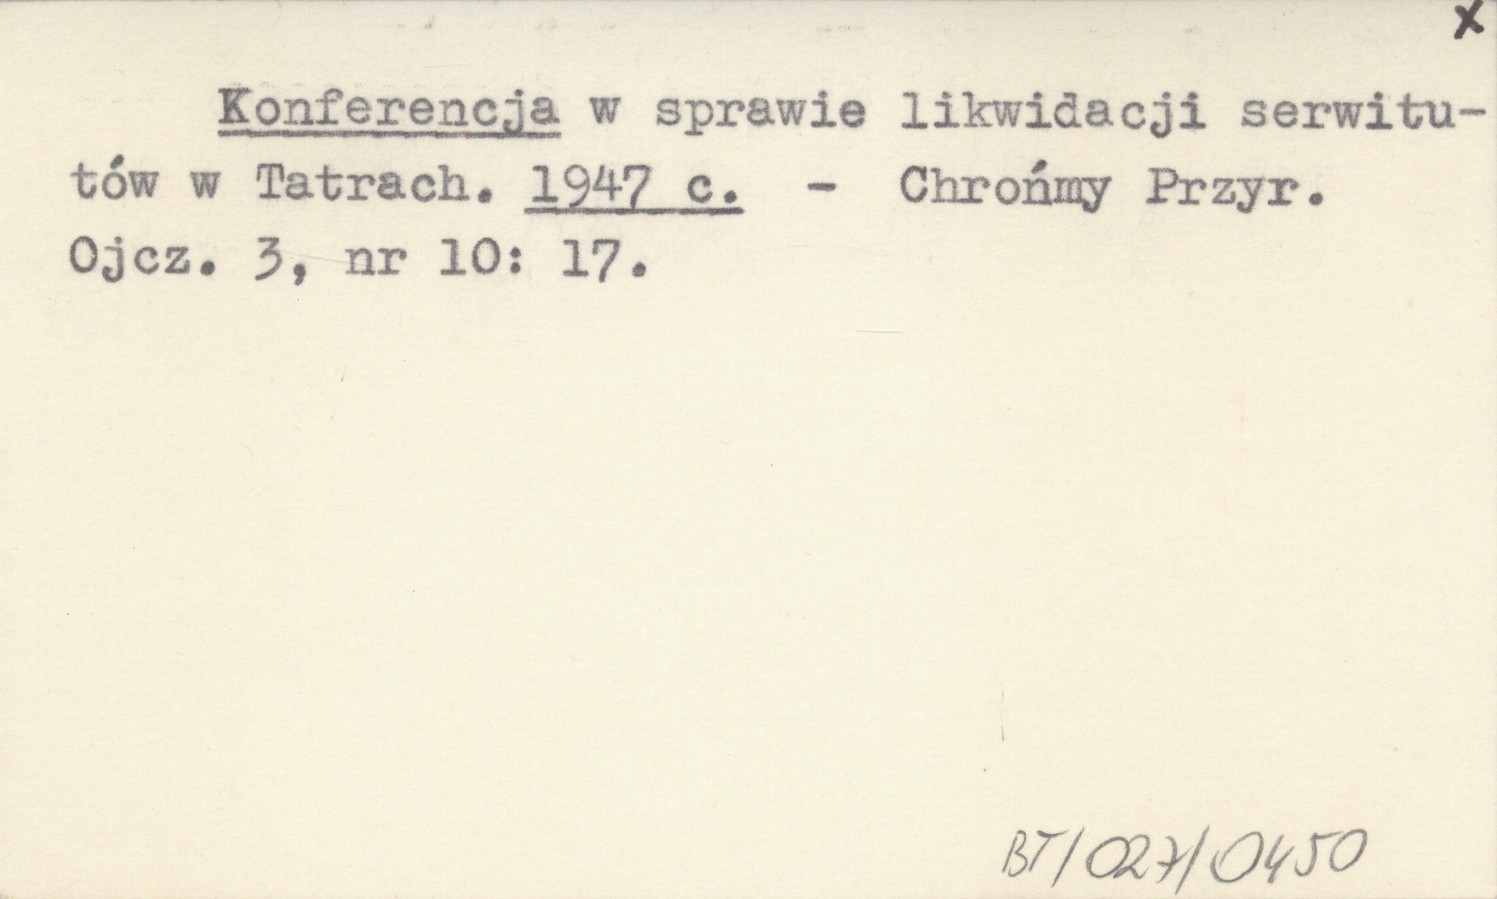 x
Konferencja w sprawie likwidacji serwitu-
tów w Tatrach. 1947 c. - Chrońmy Przyr.
Ojcz. 3, nr 10: 17.
BT/027/0450